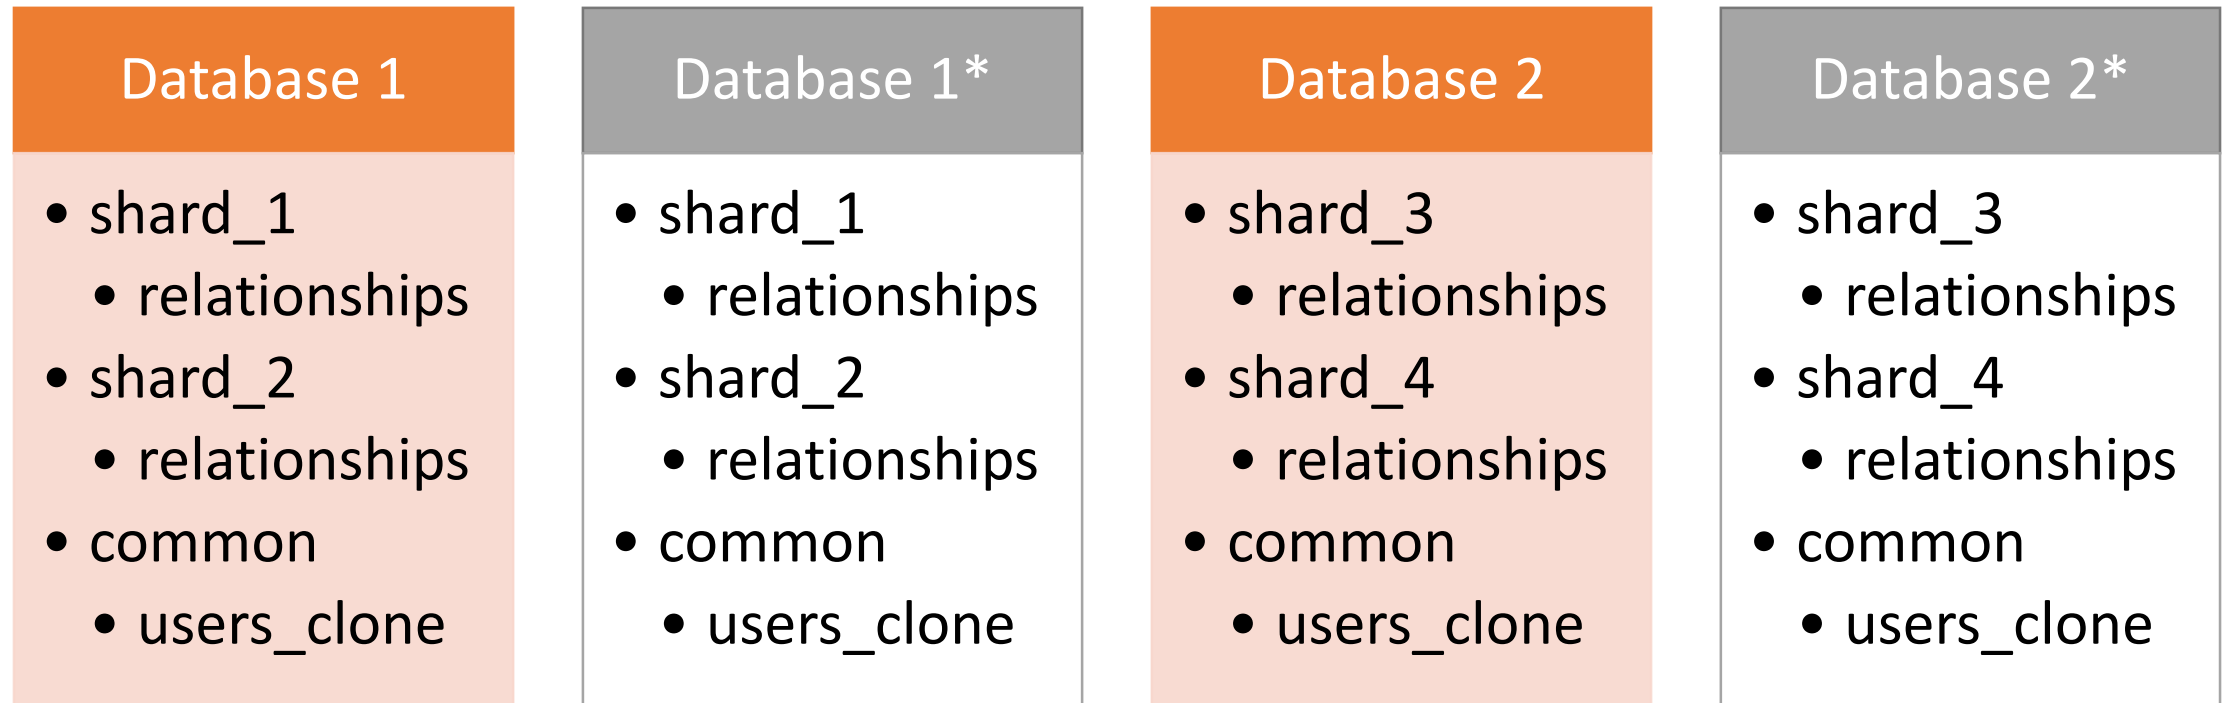 Database 1
• shard_1
• relationships
• shard_2
• relationships
• common
• users_clone
Database 1*
• shard_1
• relationships
• shard_2
• relationships
• common
• users_clone
Database 2
• shard_3
• relationships
• shard_4
• relationships
• common
• users_clone
Database 2*
• shard_3
• relationships
• shard_4
• relationships
• common
• users_clone